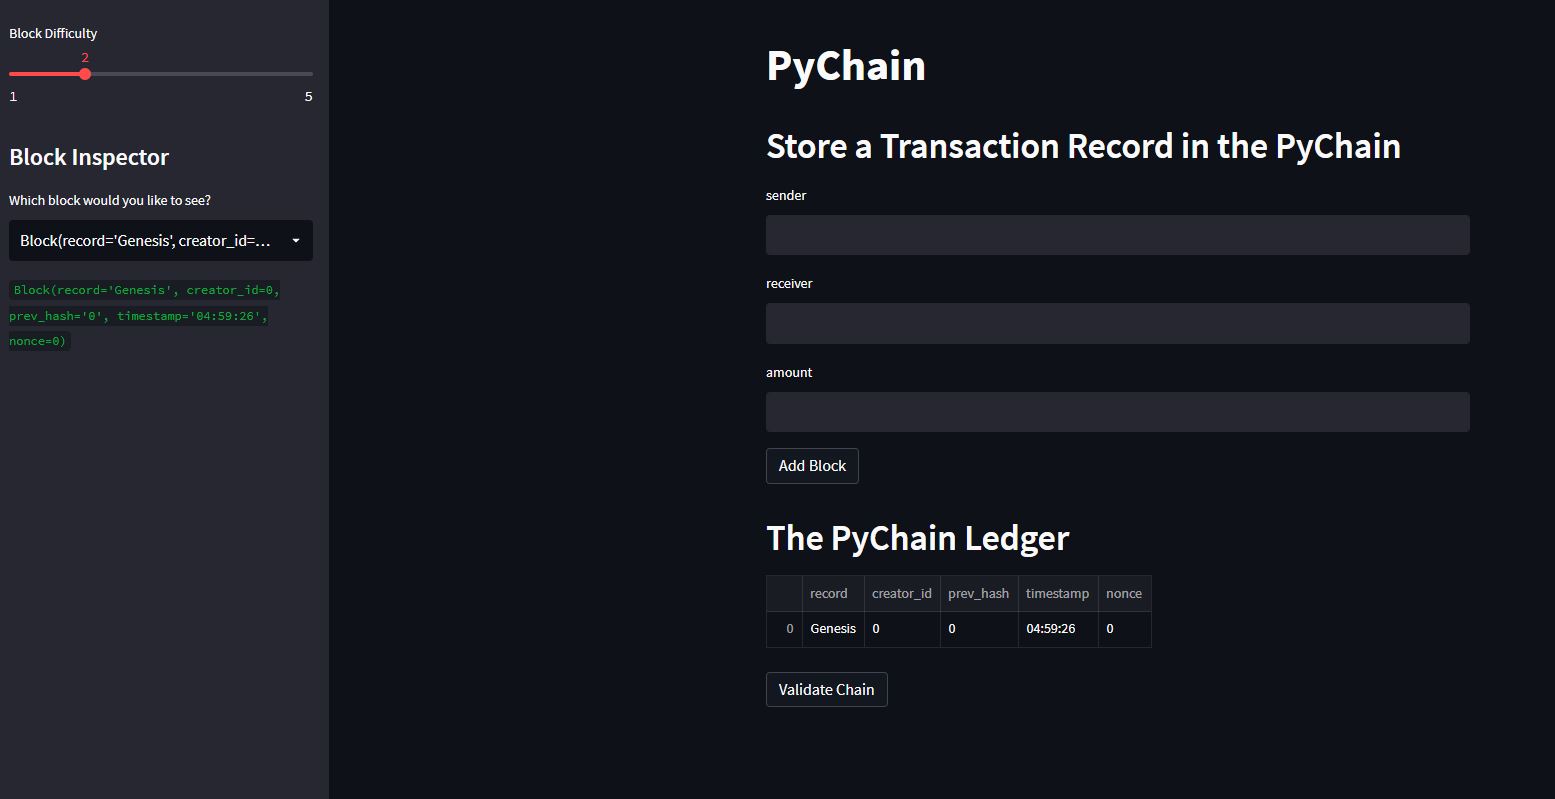 Block Difficulty
2
1 5
Block Inspector
Which block would you like to see?
Block(record='Genesis', creator_id=...
Block(record='Genesis', creator_id=0,
prev_hash='0', timestamp='04:59:26',
nonce=0)
PyChain
Store a Transaction Record in the PyChain
sender
receiver
amount
Add Block
The PyChain Ledger
record creator_id prev_hash timestamp nonce
0 Genesis 0 0 04:59:26 0
Validate Chain